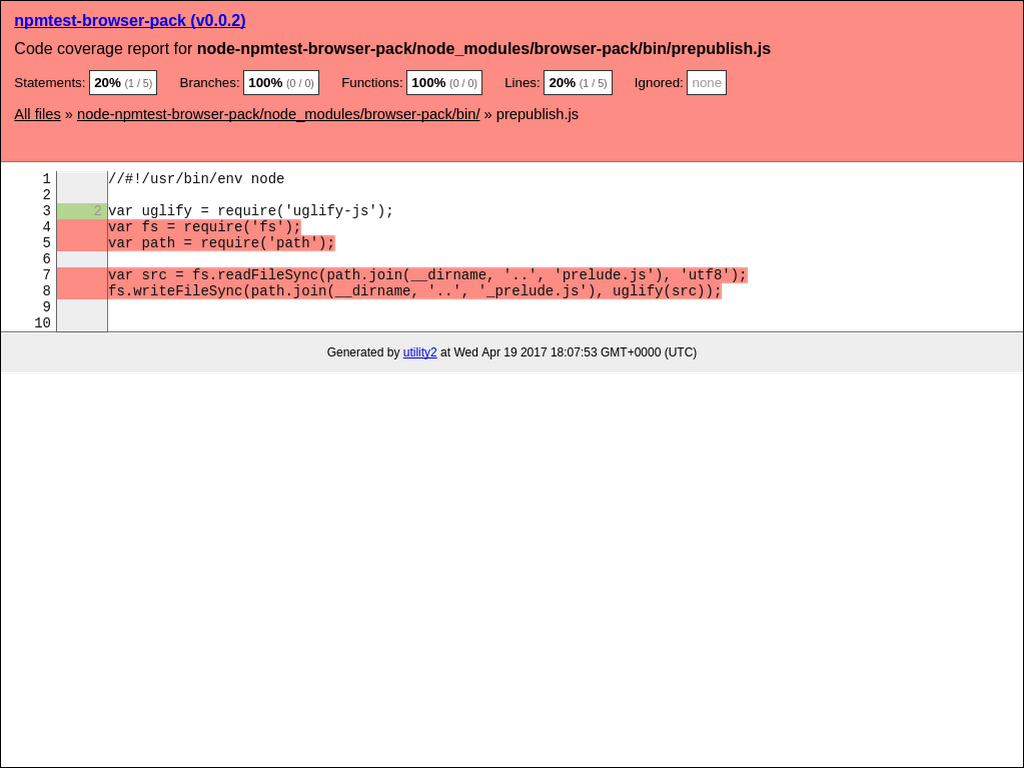 npmtest-browser-pack (v0.0.2)
Code coverage report for node-npmtest-browser-pack/node_modules/browser-pack/bin/prepublish.js
Statements: 20% (1 / 5) Branches: 100% (0 / 0) Functions: 100% (0 / 0) Lines: 20% (1 / 5) Ignored: none
All files » node-npmtest-browser-pack/node_modules/browser-pack/bin/ » prepublish.js
1 //#!/usr/bin/env node
2
3 2 var uglify = require('uglify-js');
4 var fs = require('fs');
5 var path = require('path');
6
7 var src = fs.readFileSync(path.join(__dirname, '..', 'prelude.js'), 'utf8');
8 fs.writeFileSync(path.join(__dirname, '..', '_prelude.js'), uglify(src));
9
10
Generated by utility2 at Wed Apr 19 2017 18:07:53 GMT+0000 (UTC)